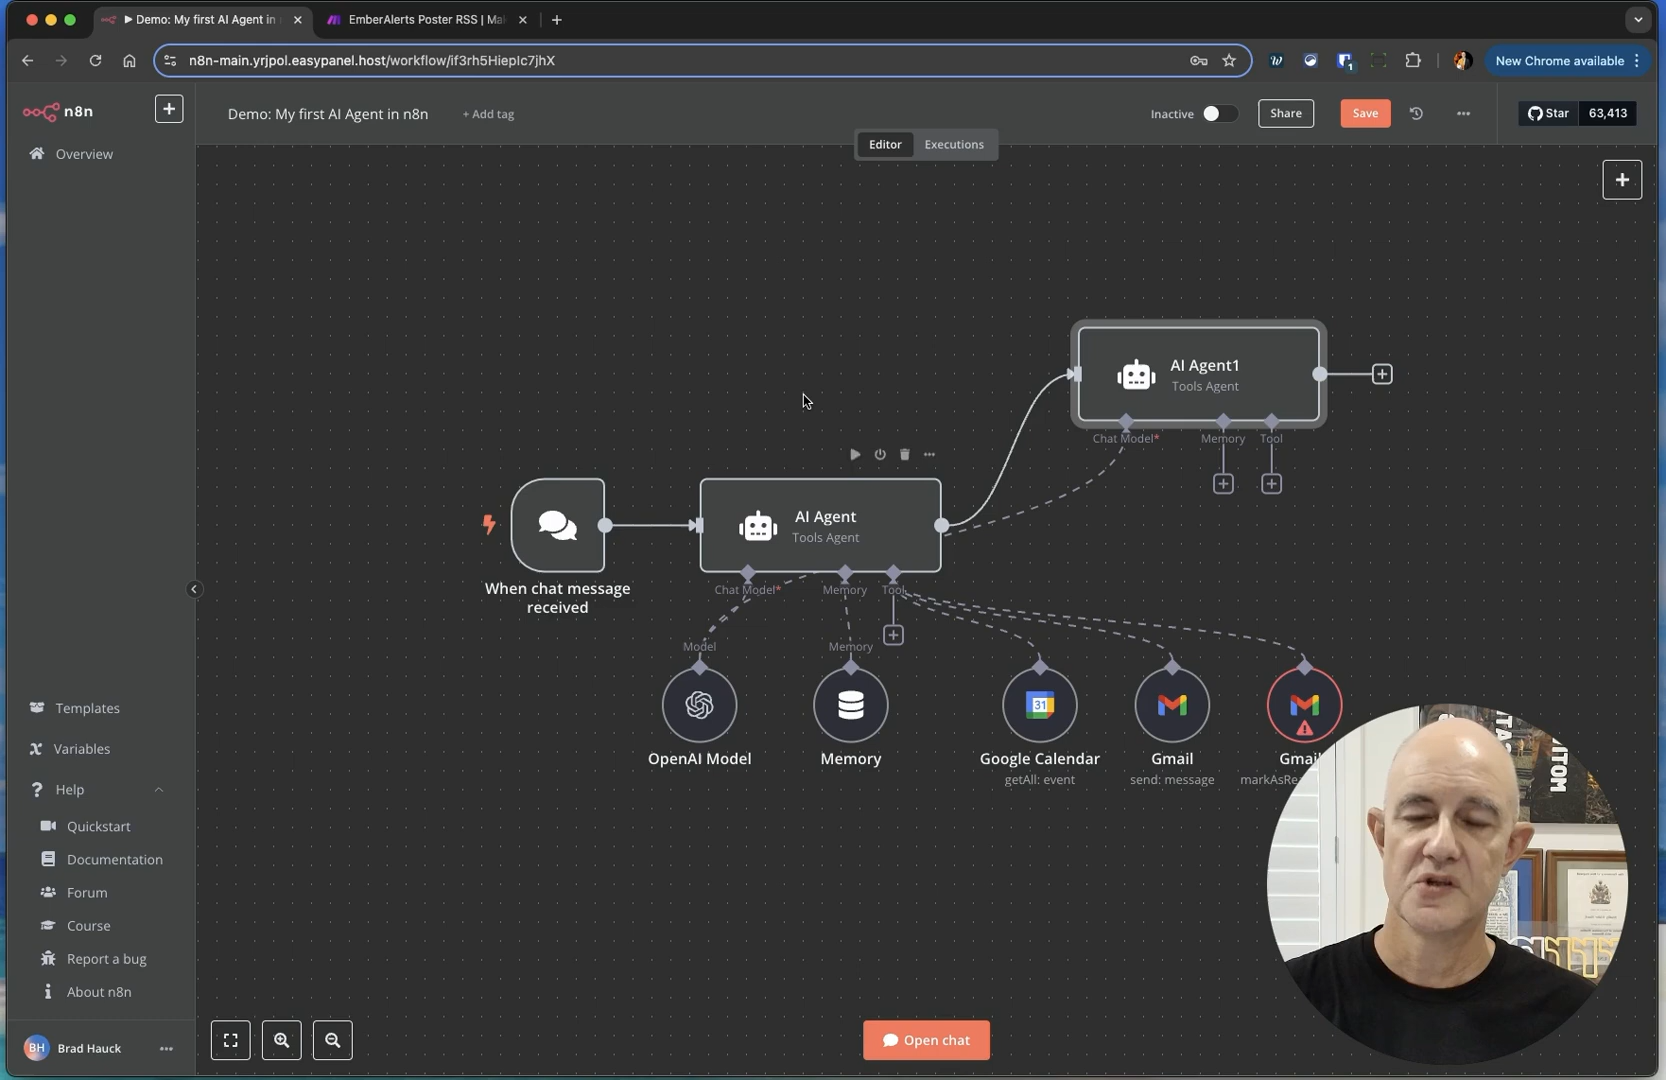 ▶ Demo: My first AI Agent in
EmberAlerts Poster RSS | Ma
n8n-main.yrjpol.easypanel.host/workflow/if3rh5HiepIc7jhX
New Chrome available
n8n
Demo: My first AI Agent in n8n
+ Add tag
Inactive
Share
Save
Star
63,413
Editor
Executions
Overview
AI Agent1
Tools Agent
Chat Model*
Memory
Tool
AI Agent
Tools Agent
When chat message
received
Chat Model*
Memory
Tool
Model
Memory
31
OpenAI Model
Memory
Google Calendar
getAll: event
Gmail
send: message
Gmail
markAsRe
Templates
Variables
Help
Quickstart
Documentation
Forum
Course
Report a bug
About n8n
BH
Brad Hauck
Open chat